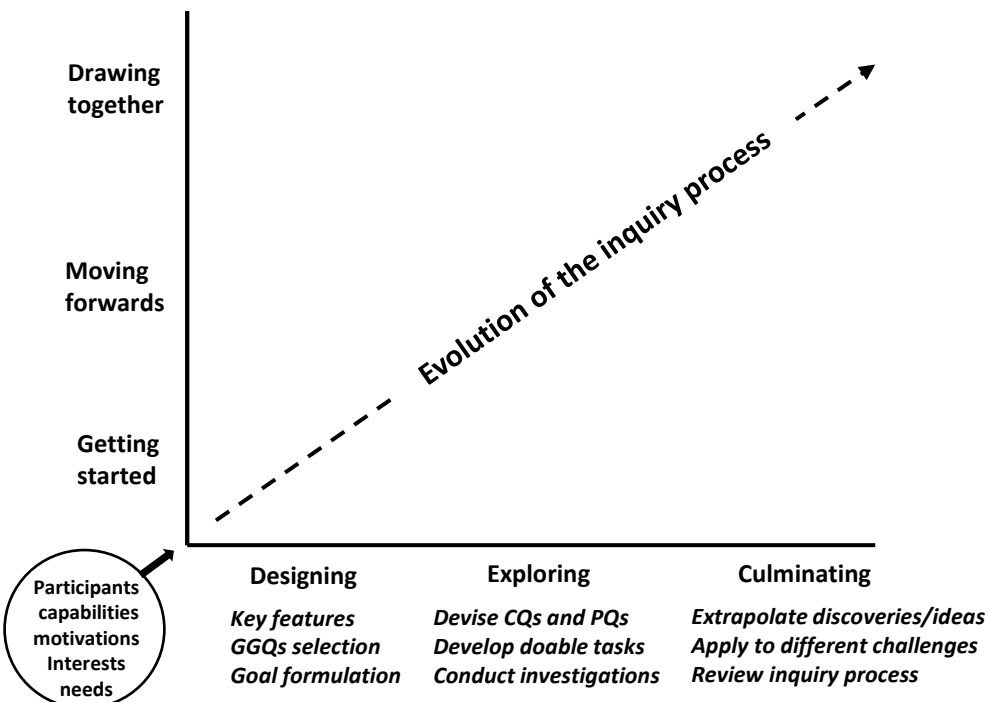 Drawing
together
Moving
forwards
Evolution of the inquiry process
Getting
started
Participants
capabilities
motivations
Interests
needs
Designing
Key features
GGQs selection
Goal formulation
Exploring
Devise CQs and PQs
Develop doable tasks
Conduct investigations
Culminating
Extrapolate discoveries/ideas
Apply to different challenges
Review inquiry process